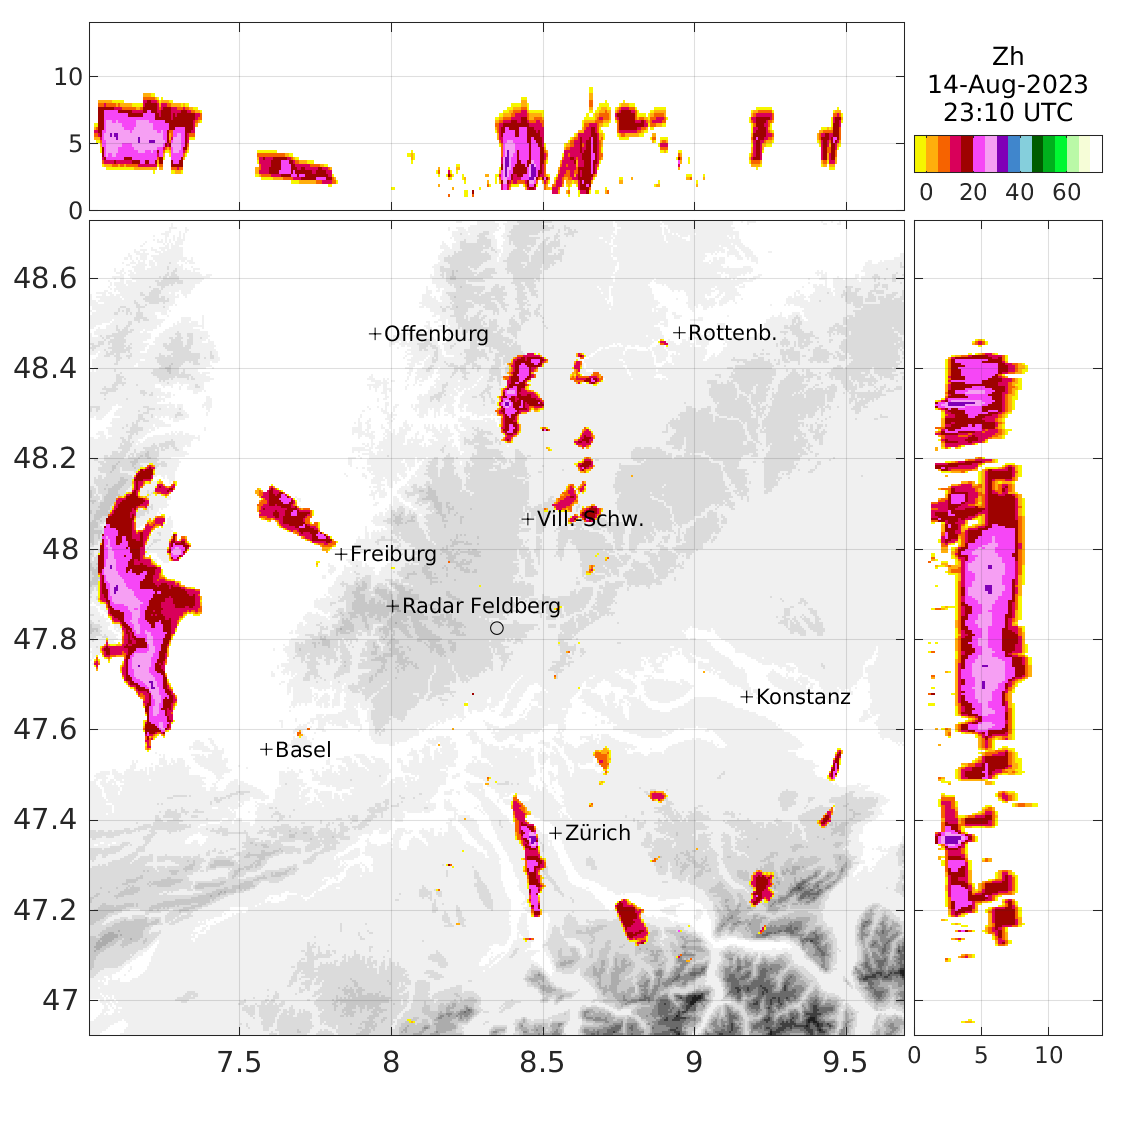 Zh
14-Aug-2023
23:10 UTC
0 20 40 60
10
5
0
48.6
48.4
48.2
48
47.8
47.6
47.4
47.2
47
+Offenburg
+Rottenb.
+Vill.-Schw.
+Freiburg
+Radar Feldberg
+Konstanz
+Basel
+Zürich
7.5 8 8.5 9 9.5
0 5 10